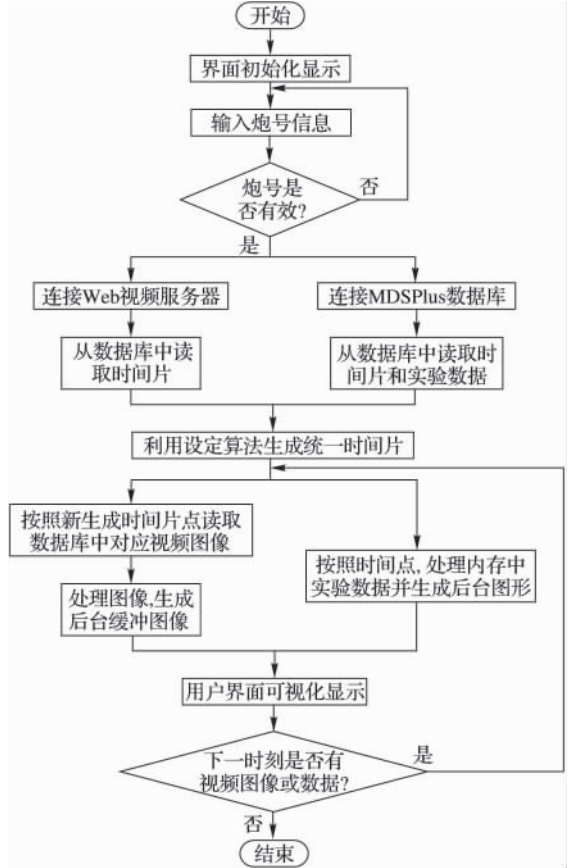 开始
界面初始化显示
输入炮号信息
炮号是
否有效?
否
是
连接Web视频服务器
连接MDSPlus数据库
从数据库中读
取时间片
从数据库中读取时
间片和实验数据
利用设定算法生成统一时间片
按照新生成时间片点读取
数据库中对应视频图像
按照时间点,处理内存中
实验数据并生成后台图形
处理图像,生成
后台缓冲图像
用户界面可视化显示
下一时刻是否有
视频图像或数据?
是
否
结束